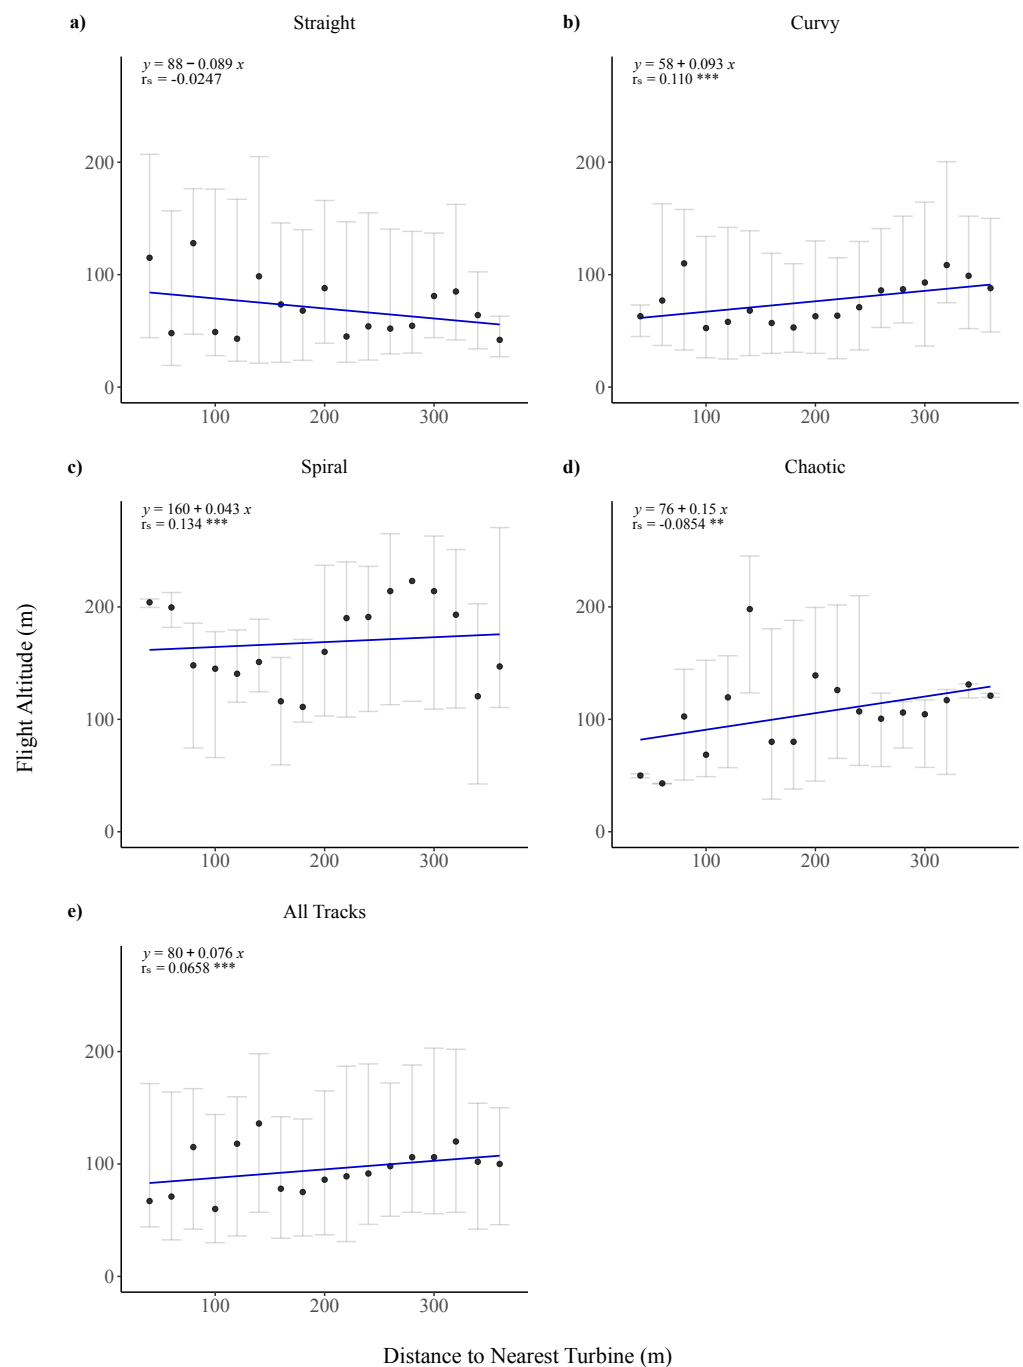 a) Straight
y = 88 − 0.089 x
rₛ = -0.0247
200
100
0
100 200 300
b) Curvy
y = 58 + 0.093 x
rₛ = 0.110 ***
200
100
0
100 200 300
c) Spiral
y = 160 + 0.043 x
rₛ = 0.134 ***
200
100
0
100 200 300
d) Chaotic
y = 76 + 0.15 x
rₛ = -0.0854 **
200
100
0
100 200 300
e) All Tracks
y = 80 + 0.076 x
rₛ = 0.0658 ***
200
100
0
100 200 300
Flight Altitude (m)
Distance to Nearest Turbine (m)